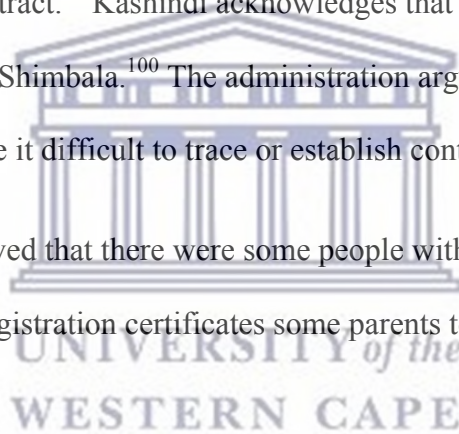 tract.” Kashindi acknowledges that
Shimbala.100 The administration arg
e it difficult to trace or establish cont
ved that there were some people with
gistration certificates some parents t
UNIVERSITY of the
WESTERN CAPE